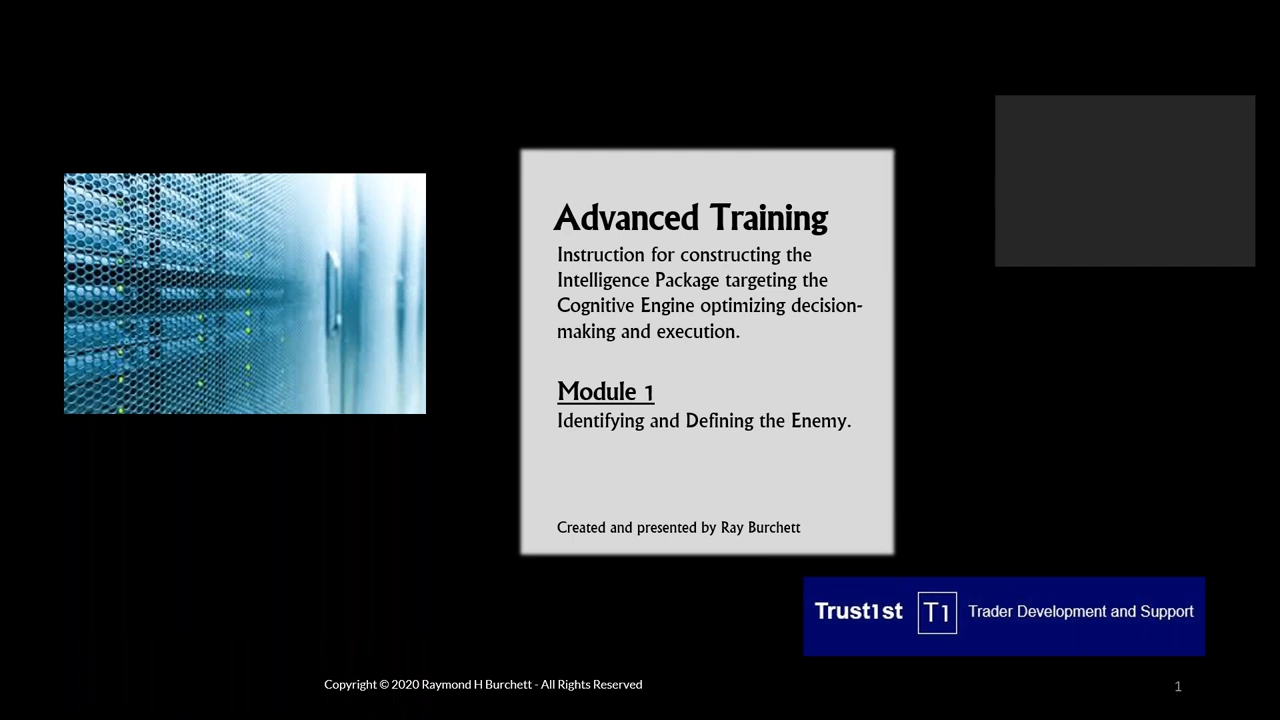 Advanced Training
Instruction for constructing the
Intelligence Package targeting the
Cognitive Engine optimizing decision-
making and execution.
Module 1
Identifying and Defining the Enemy.
Created and presented by Ray Burchett
Trust1st T1 Trader Development and Support
Copyright © 2020 Raymond H Burchett - All Rights Reserved
1